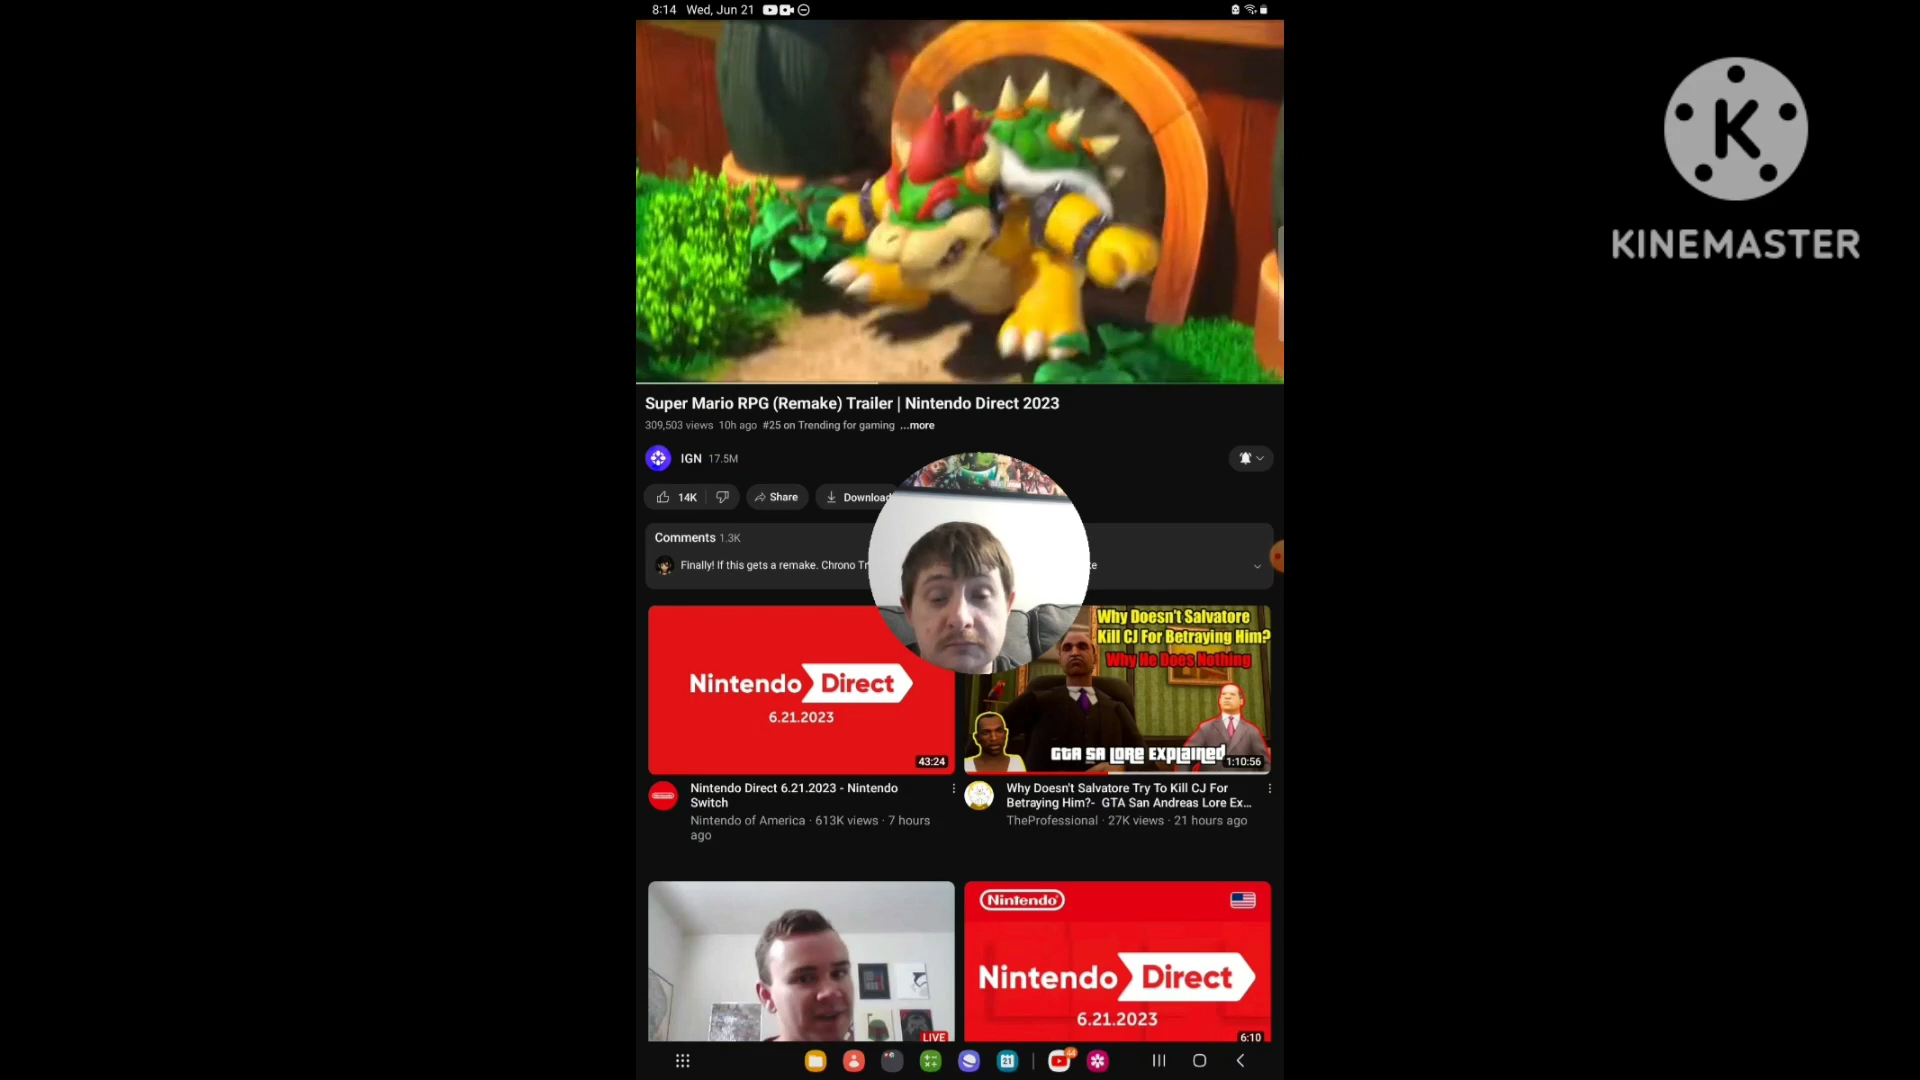 8:14 Wed, Jun 21
KINEMASTER
Super Mario RPG (Remake) Trailer | Nintendo Direct 2023
309,503 views 10h ago #25 on Trending for gaming ...more
IGN 17.5M
14K Share Download
Comments 1.3K
Finally! If this gets a remake. Chrono
Nintendo Direct
6.21.2023
43:24
Why Doesn't Salvatore
Kill CJ For Betraying Him?
Why He Does Nothing
GTA SA LORE EXPLAINED
1:10:56
Nintendo Direct 6.21.2023 - Nintendo
Switch
Nintendo of America · 613K views · 7 hours
ago
Why Doesn't Salvatore Try To Kill CJ For
Betraying Him?- GTA San Andreas Lore Ex...
TheProfessional · 27K views · 21 hours ago
LIVE
Nintendo
Nintendo Direct
6.21.2023
6:10
21
44